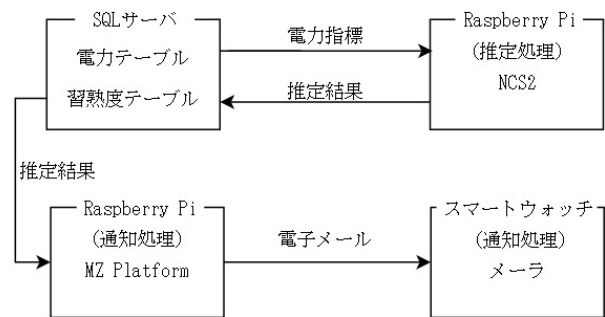 SQLサーバ
電力テーブル
習熟度テーブル
電力指標
推定結果
Raspberry Pi
(推定処理)
NCS2
推定結果
Raspberry Pi
(通知処理)
MZ Platform
電子メール
スマートウォッチ
(通知処理)
メーラ